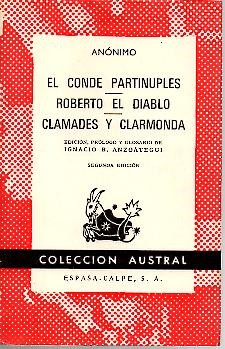 ANÓNIMO
EL CONDE PARTINUPLES
ROBERTO EL DIABLO
CLAMADES Y CLARMONDA
EDICIÓN, PRÓLOGO Y GLOSARIO DE
IGNACIO B. ANZOÁTEGUI
SEGUNDA EDICIÓN
COLECCION AUSTRAL
ESPASA-CALPE, S. A.